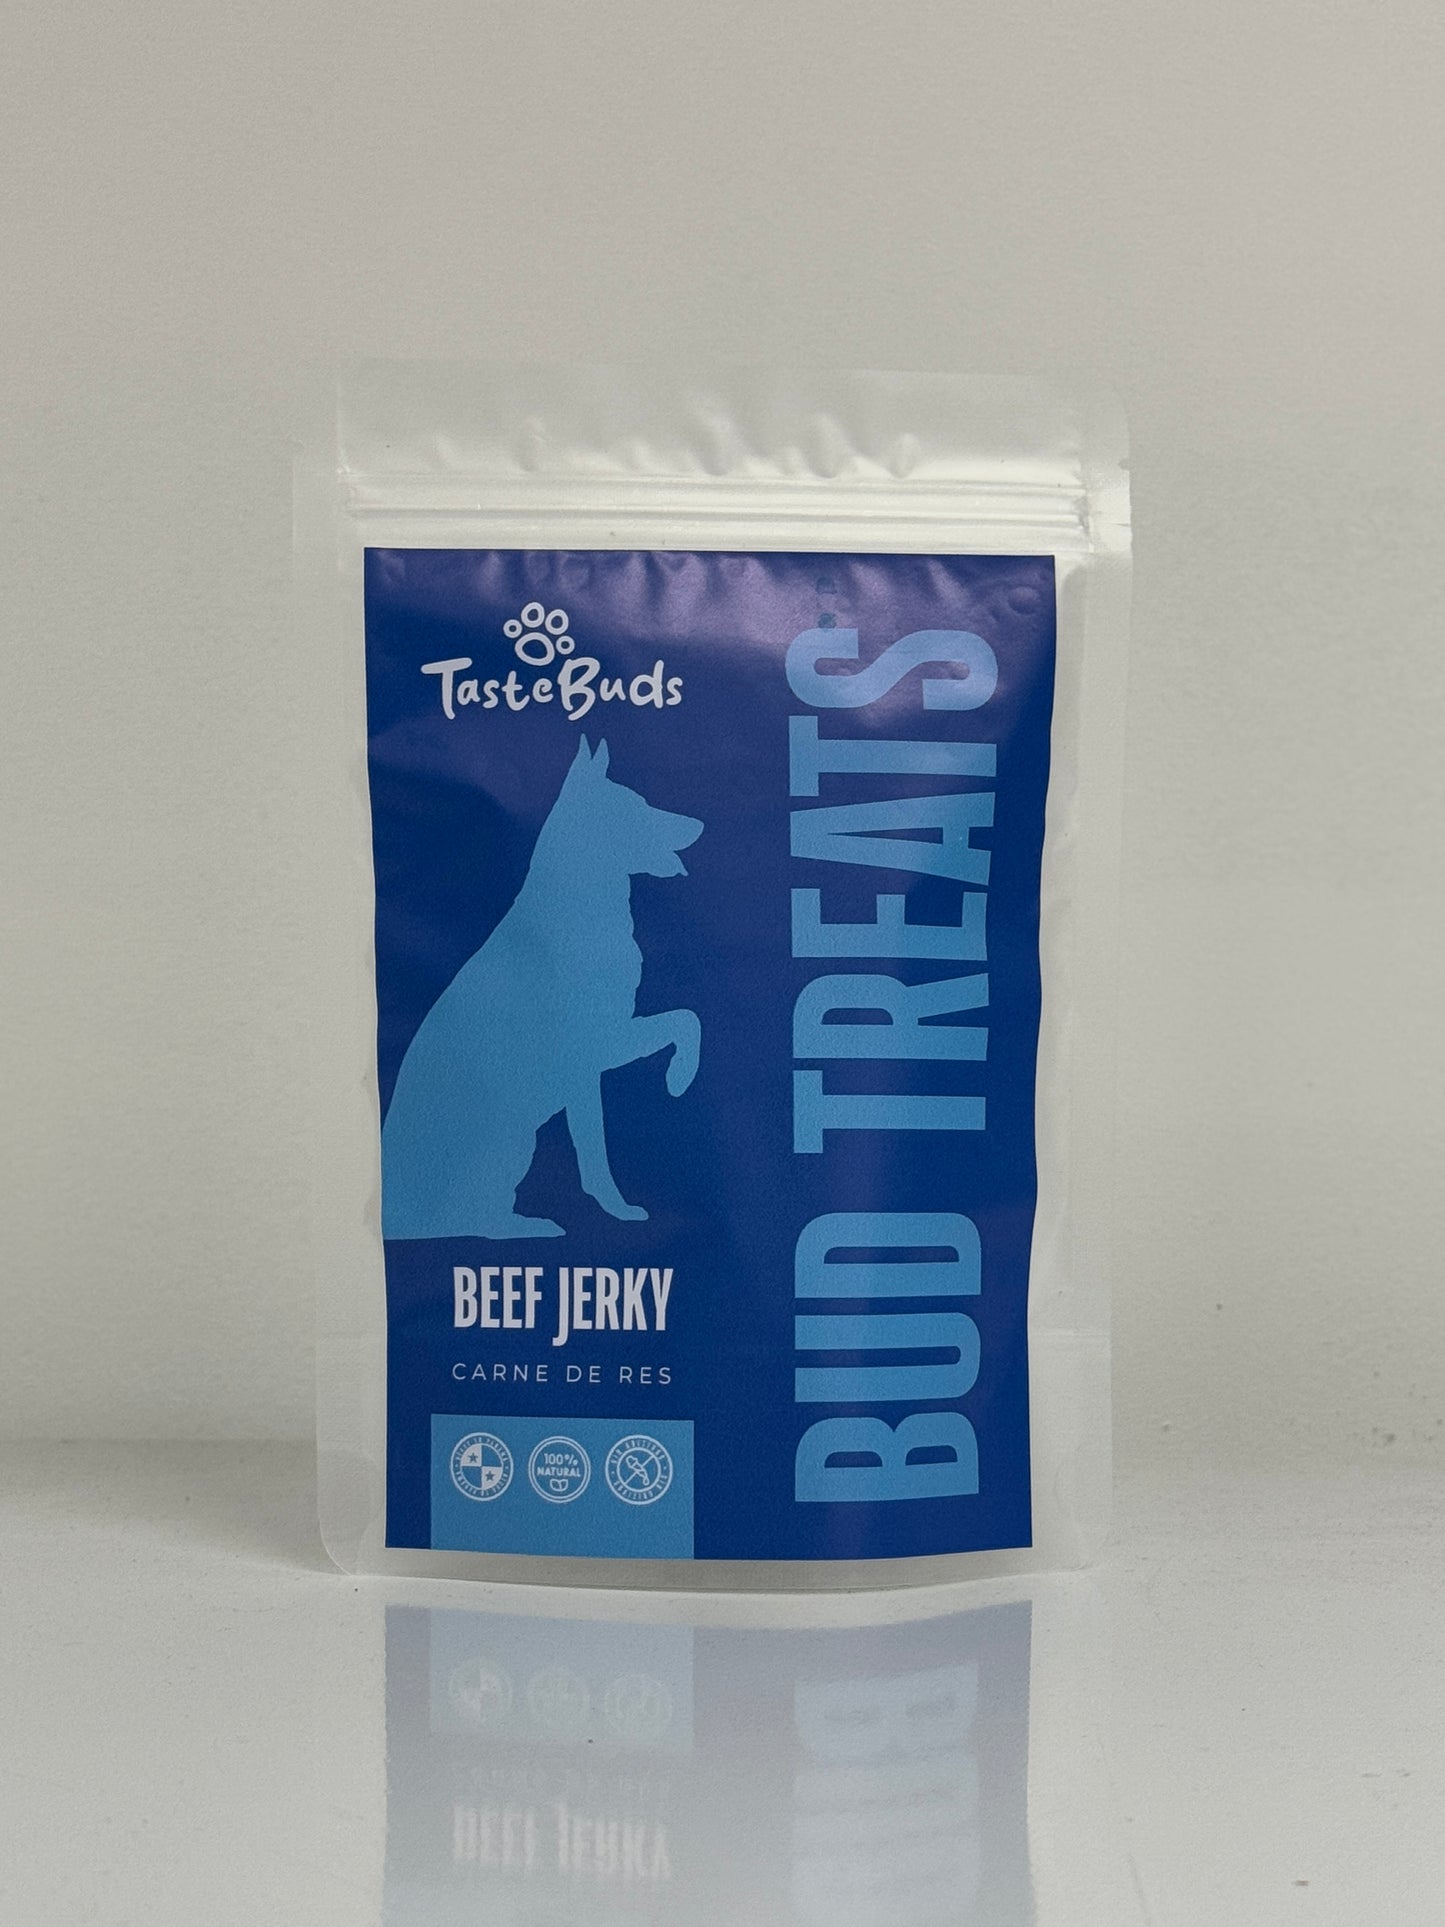 TasteBuds
BUD TREATS
BEEF JERKY
CARNE DE RES
100%
NATURAL